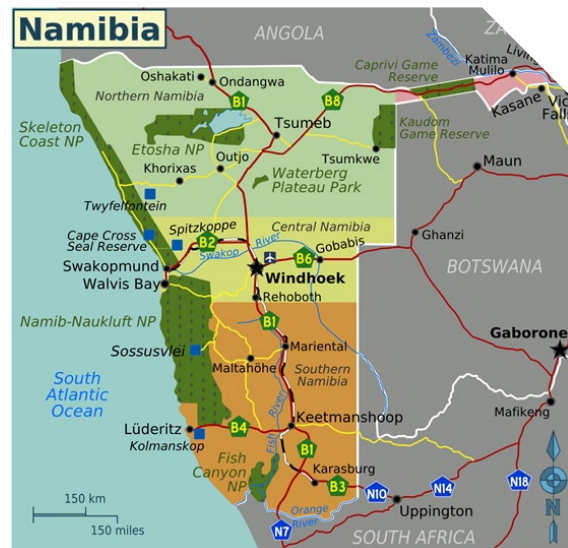 Namibia
ANGOLA
ZA
Zambezi
Livin
Katima
Mulilo
Caprivi Game
Reserve
Kasane
Vic
Fall
Oshakati
Ondangwa
Northern Namibia
B1
B8
Skeleton
Coast NP
Etosha NP
Tsumeb
Kaudom
Game Reserve
Tsumkwe
Outjo
Khorixas
Waterberg
Plateau Park
Maun
Twyfelfontein
Cape Cross
Seal Reserve
Spitzkoppe
Central Namibia
B2
Swakop
River
B6
Gobabis
Ghanzi
Swakopmund
Walvis Bay
Windhoek
BOTSWANA
Rehoboth
Namib-Naukluft NP
B1
Gaborone
Sossusvlei
Mariental
Maltahöhe
Southern
Namibia
South
Atlantic
Ocean
Fish
River
Mafikeng
Lüderitz
B4
Keetmanshoop
Kolmanskop
B1
Fish
Canyon
NP
Karasburg
B3
N10
N14
N18
Uppington
150 km
150 miles
Orange
River
N7
SOUTH AFRICA
N